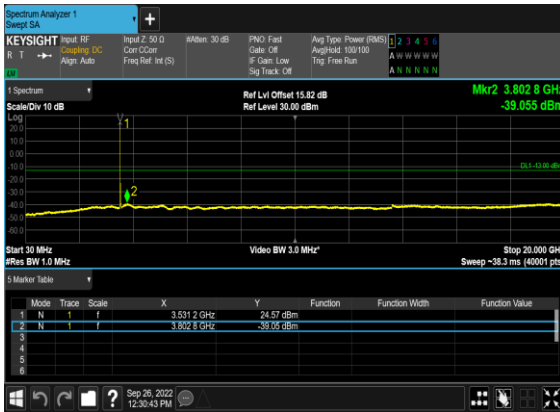 Spectrum Analyzer 1
Swept SA
+
KEYSIGHT Input: RF Input Z: 50 Ω #Atten: 30 dB PNO: Fast Avg Type: Power (RMS) 1 2 3 4 5 6
R T Coupling: DC Corr CCorr Gate: Off Avg|Hold: 100/100 A W W W W W
Align: Auto Freq Ref: Int (S) IF Gain: Low Trig: Free Run
Sig Track: Off A N N N N N
1 Spectrum Ref Lvl Offset 15.82 dB Mkr2 3.802 8 GHz
Scale/Div 10 dB Ref Level 30.00 dBm -39.055 dBm
Log
1
20.0
10.0
0.00
-10.0
DL1 -13.00 dBm
-20.0
-30.0
2
-40.0
-50.0
-60.0
Start 30 MHz Video BW 3.0 MHz* Stop 20.000 GHz
#Res BW 1.0 MHz Sweep ~38.3 ms (40001 pts)
5 Marker Table
Mode Trace Scale X Y Function Function Width Function Value
1 N 1 f 3.531 2 GHz 24.57 dBm
2 N 1 f 3.802 8 GHz -39.05 dBm
3
4
5
6
? Sep 26, 2022
12:30:43 PM